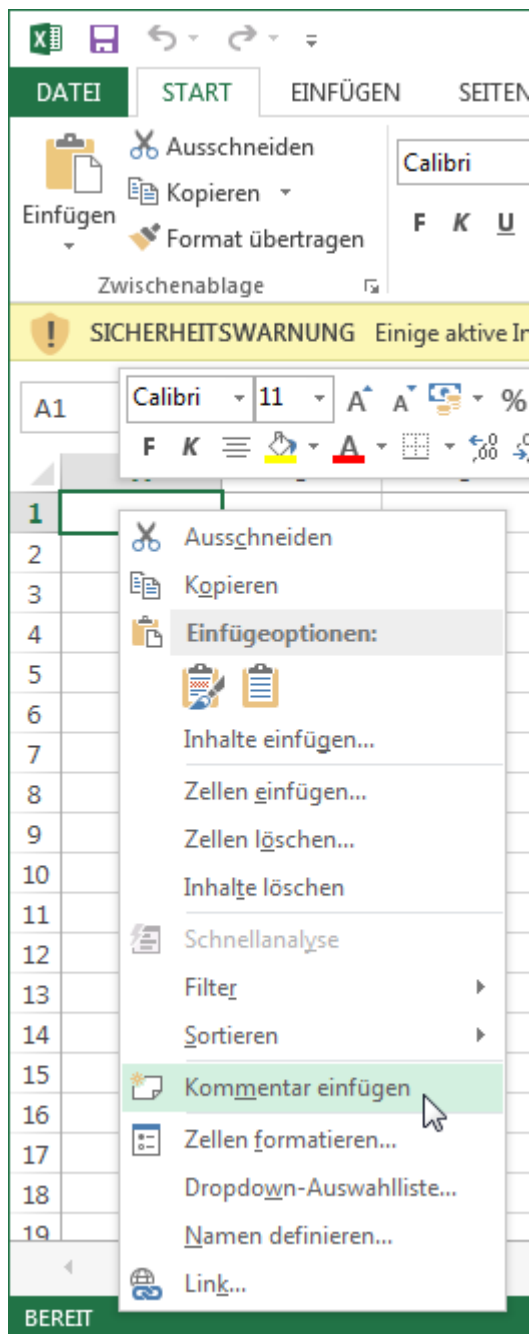 DATEI START EINFÜGEN SEITEN
Einfügen
Ausschneiden
Kopieren
Format übertragen
Zwischenablage
Calibri
F K U
SICHERHEITSWARNUNG Einige aktive In
A1
Calibri 11 A A %
F K A
1
2
3
4
5
6
7
8
9
10
11
12
13
14
15
16
17
18
19
Ausschneiden
Kopieren
Einfügeoptionen:
Inhalte einfügen...
Zellen einfügen...
Zellen löschen...
Inhalte löschen
Schnellanalyse
Filter
Sortieren
Kommentar einfügen
Zellen formatieren...
Dropdown-Auswahlliste...
Namen definieren...
Link...
BEREIT